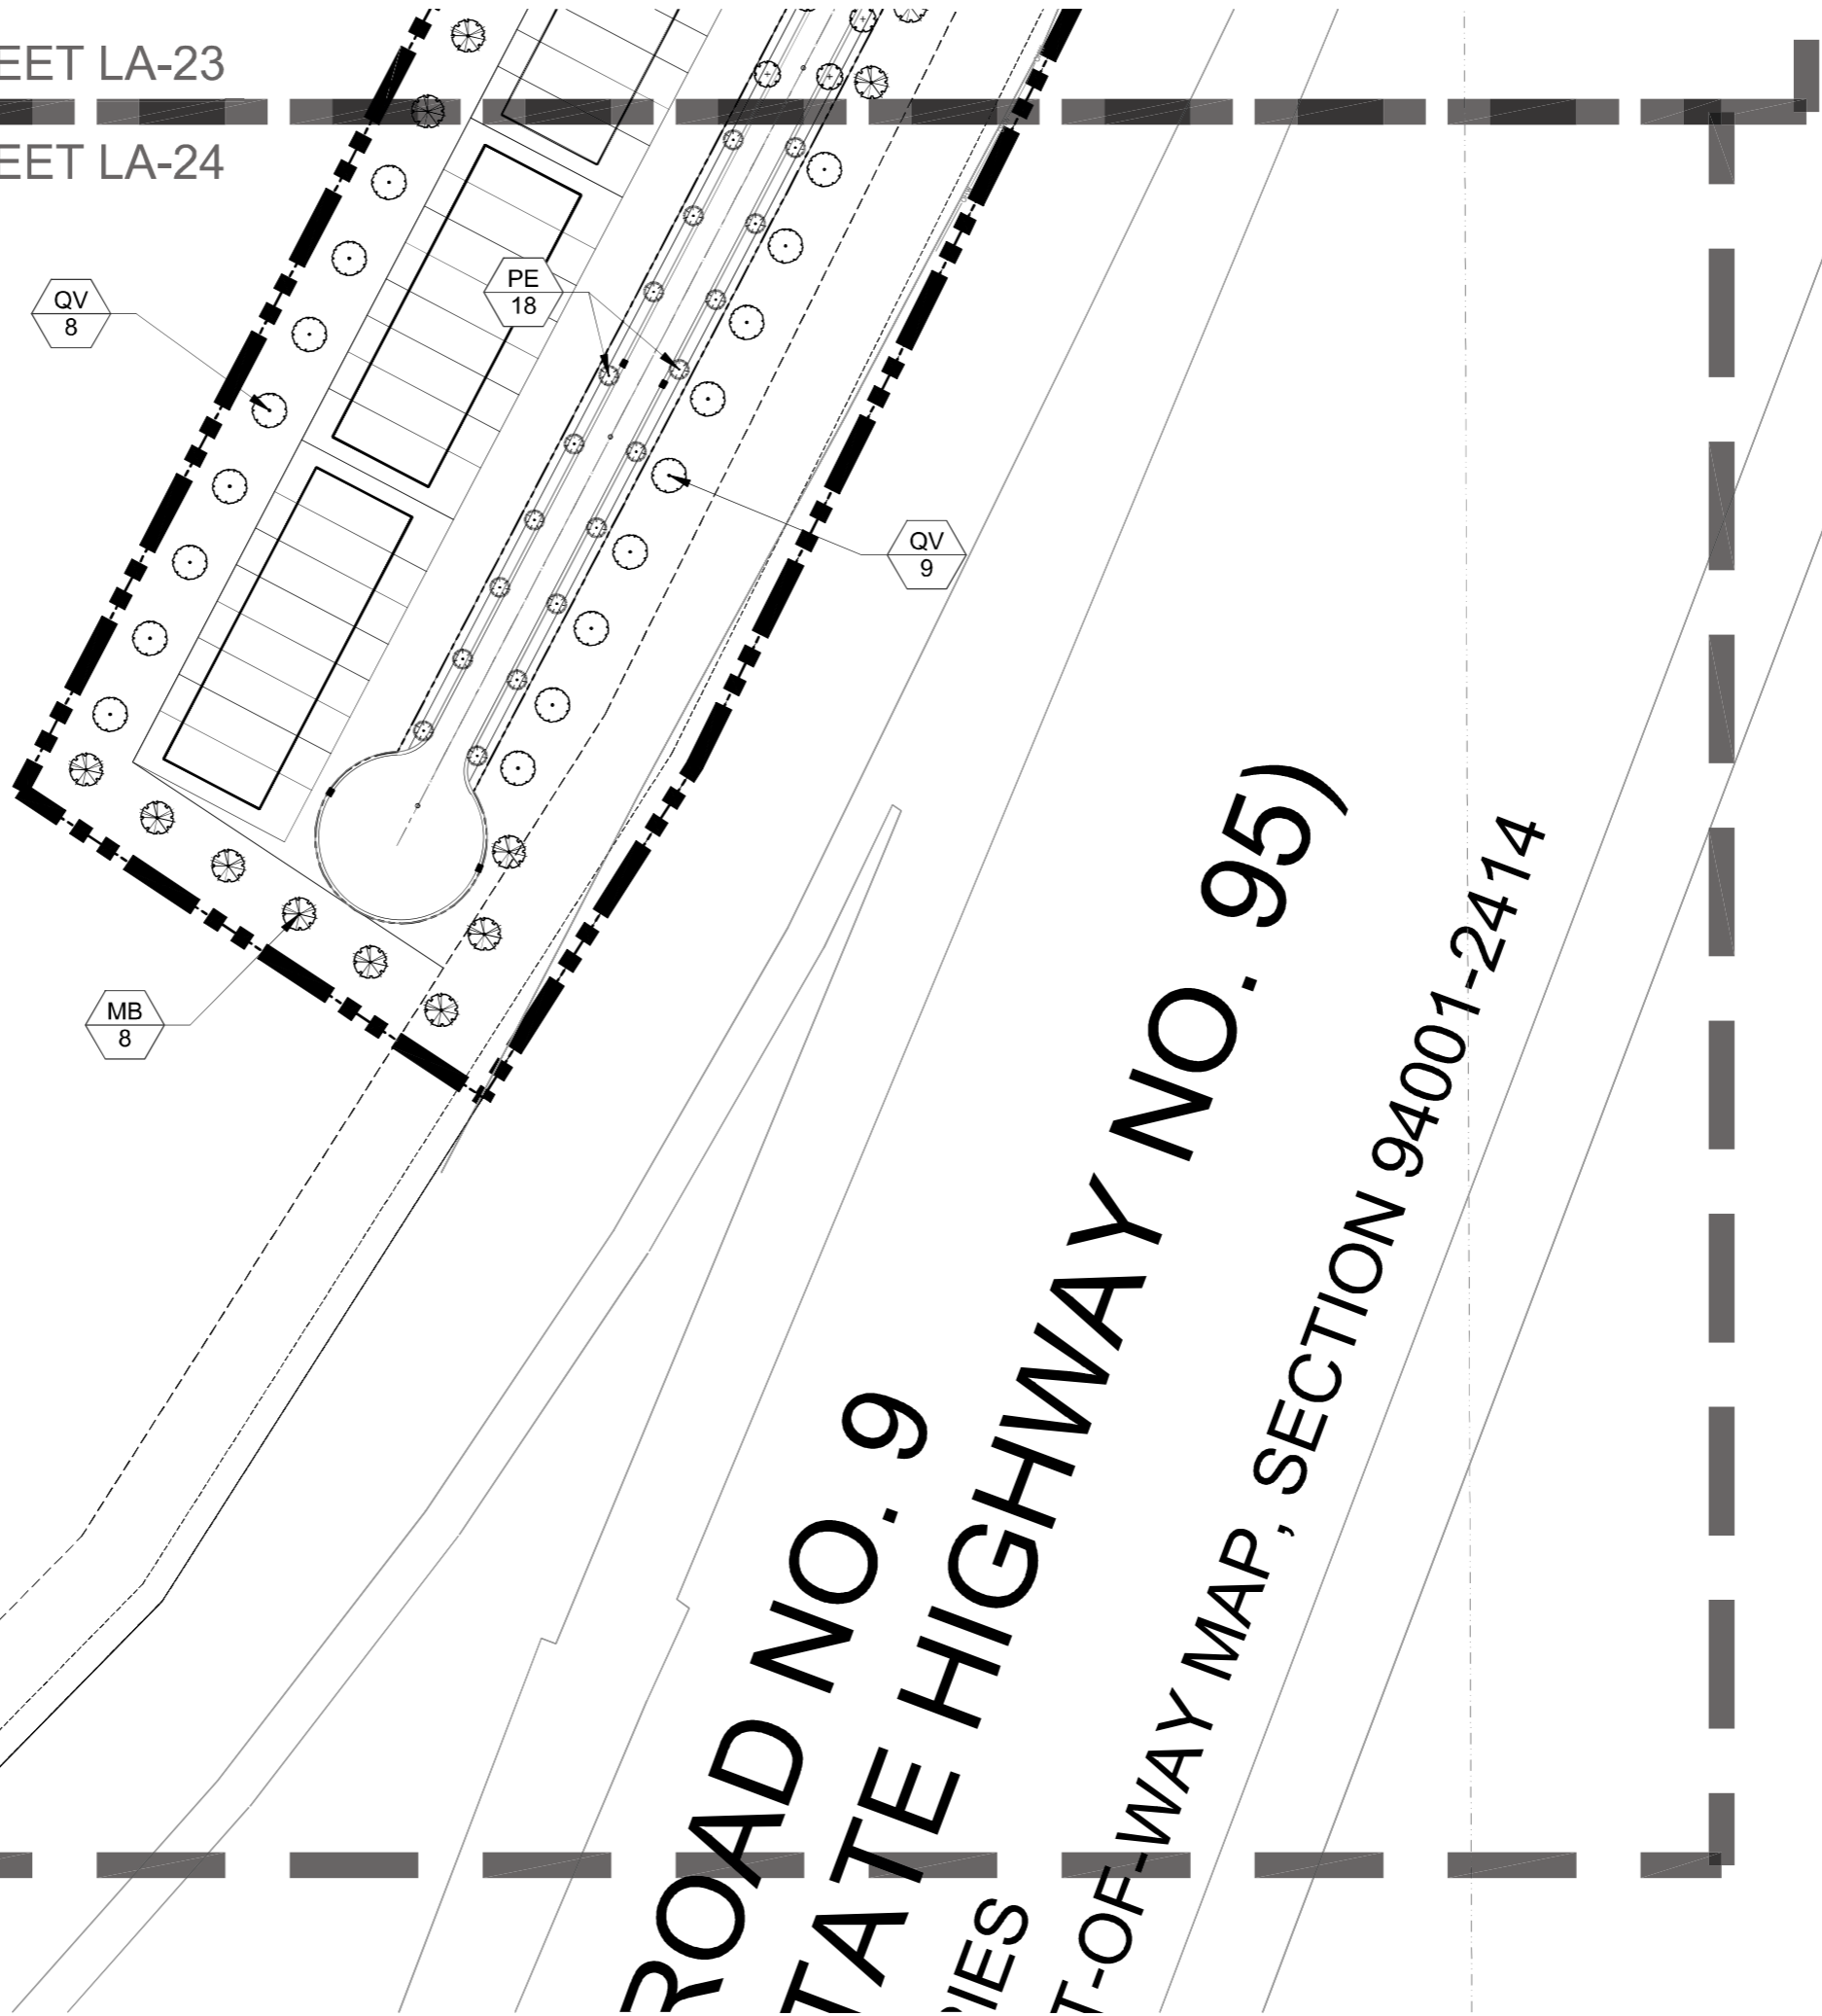 EET LA-23
EET LA-24
QV
8
PE
18
QV
9
MB
8
ROAD NO. 9
TATE HIGHWAY NO. 95)
RIES
T-OF-WAY MAP, SECTION 94001-2414